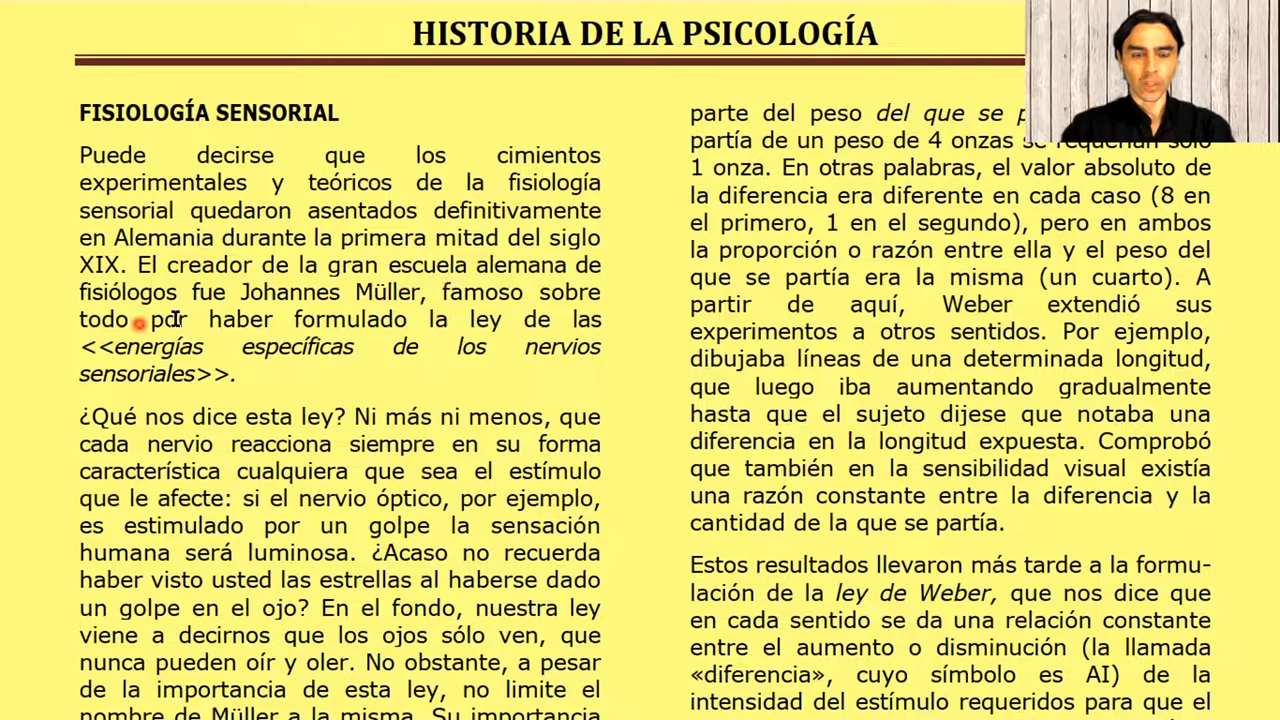 HISTORIA DE LA PSICOLOGÍA
FISIOLOGÍA SENSORIAL
Puede decirse que los cimientos
experimentales y teóricos de la fisiología
sensorial quedaron asentados definitivamente
en Alemania durante la primera mitad del siglo
XIX. El creador de la gran escuela alemana de
fisiólogos fue Johannes Müller, famoso sobre
todo por haber formulado la ley de las
<<energías específicas de los nervios
sensoriales>>.
¿Qué nos dice esta ley? Ni más ni menos, que
cada nervio reacciona siempre en su forma
característica cualquiera que sea el estímulo
que le afecte: si el nervio óptico, por ejemplo,
es estimulado por un golpe la sensación
humana será luminosa. ¿Acaso no recuerda
haber visto usted las estrellas al haberse dado
un golpe en el ojo? En el fondo, nuestra ley
viene a decirnos que los ojos sólo ven, que
nunca pueden oír y oler. No obstante, a pesar
de la importancia de esta ley, no limite el
nombre de Müller a la misma. Su importancia
parte del peso del que se
partía de un peso de 4 onzas se requerían sólo
1 onza. En otras palabras, el valor absoluto de
la diferencia era diferente en cada caso (8 en
el primero, 1 en el segundo), pero en ambos
la proporción o razón entre ella y el peso del
que se partía era la misma (un cuarto). A
partir de aquí, Weber extendió sus
experimentos a otros sentidos. Por ejemplo,
dibujaba líneas de una determinada longitud,
que luego iba aumentando gradualmente
hasta que el sujeto dijese que notaba una
diferencia en la longitud expuesta. Comprobó
que también en la sensibilidad visual existía
una razón constante entre la diferencia y la
cantidad de la que se partía.
Estos resultados llevaron más tarde a la formu-
lación de la ley de Weber, que nos dice que
en cada sentido se da una relación constante
entre el aumento o disminución (la llamada
«diferencia», cuyo símbolo es AI) de la
intensidad del estímulo requeridos para que el